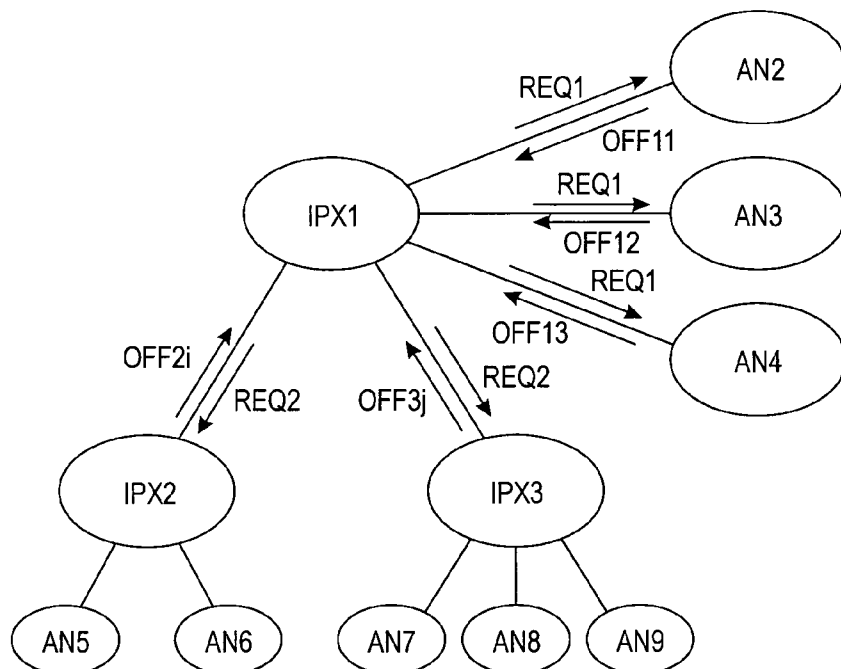 AN2
REQ1
OFF11
IPX1
REQ1
AN3
OFF12
REQ1
OFF13
AN4
OFF2i
REQ2
OFF3j
REQ2
IPX2
IPX3
AN5
AN6
AN7
AN8
AN9